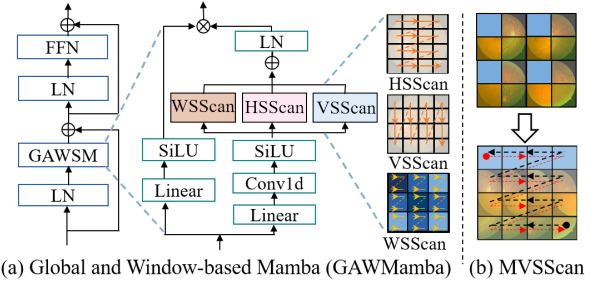 FFN
LN
GAWSM
LN
LN
WSScan
HSScan
VSScan
SiLU
SiLU
Linear
Conv1d
Linear
HSScan
VSScan
WSScan
(a) Global and Window-based Mamba (GAWMamba)
(b) MVSScan